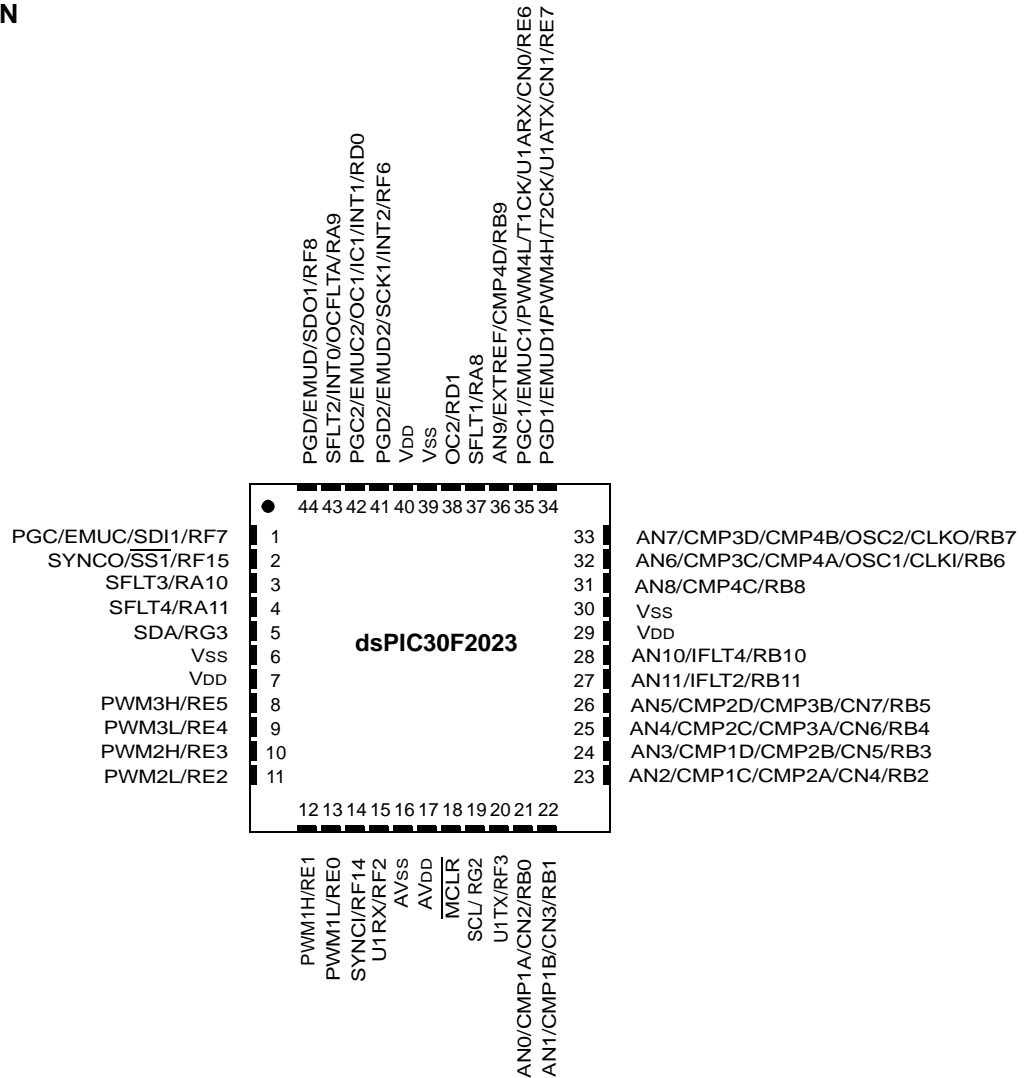 N
PGD/EMUD/SDO1/RF8
SFLT2/INT0/OCFLTA/RA9
PGC2/EMUC2/OC1/IC1/INT1/RD0
PGD2/EMUD2/SCK1/INT2/RF6
VDD
VSS
OC2/RD1
SFLT1/RA8
AN9/EXTREF/CMP4D/RB9
PGC1/EMUC1/PWM4L/T1CK/U1ARX/CN0/RE6
PGD1/EMUD1/PWM4H/T2CK/U1ATX/CN1/RE7
44 43 42 41 40 39 38 37 36 35 34
PGC/EMUC/SDI1/RF7 1
SYNCO/SS1/RF15 2
SFLT3/RA10 3
SFLT4/RA11 4
SDA/RG3 5
VSS 6
VDD 7
PWM3H/RE5 8
PWM3L/RE4 9
PWM2H/RE3 10
PWM2L/RE2 11
dsPIC30F2023
33 AN7/CMP3D/CMP4B/OSC2/CLKO/RB7
32 AN6/CMP3C/CMP4A/OSC1/CLKI/RB6
31 AN8/CMP4C/RB8
30 VSS
29 VDD
28 AN10/IFLT4/RB10
27 AN11/IFLT2/RB11
26 AN5/CMP2D/CMP3B/CN7/RB5
25 AN4/CMP2C/CMP3A/CN6/RB4
24 AN3/CMP1D/CMP2B/CN5/RB3
23 AN2/CMP1C/CMP2A/CN4/RB2
12 13 14 15 16 17 18 19 20 21 22
PWM1H/RE1
PWM1L/RE0
SYNCI/RF14
U1RX/RF2
AVSS
AVDD
MCLR
SCL/ RG2
U1TX/RF3
AN0/CMP1A/CN2/RB0
AN1/CMP1B/CN3/RB1